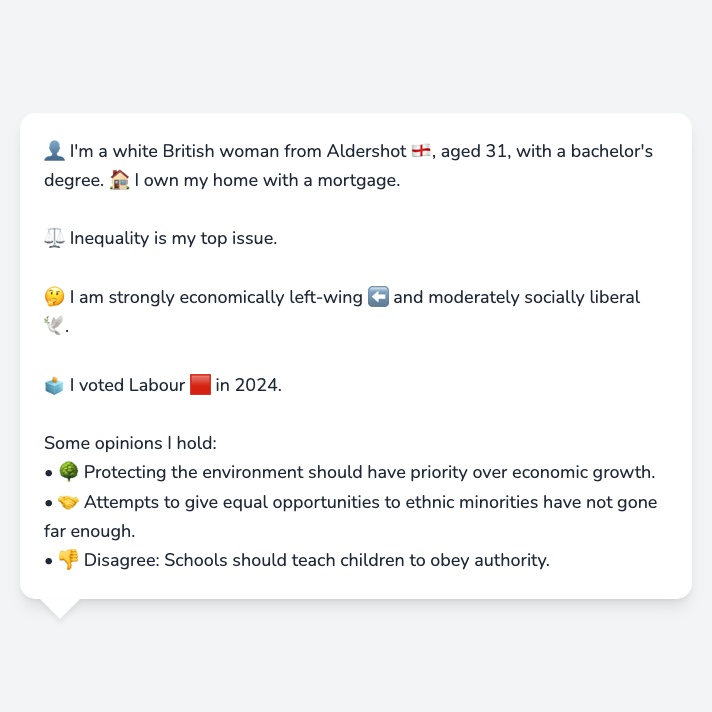 👤 I'm a white British woman from Aldershot 🏴󠁧󠁢󠁥󠁮󠁧󠁿, aged 31, with a bachelor's
degree. 🏠 I own my home with a mortgage.
⚖️ Inequality is my top issue.
🤔 I am strongly economically left-wing ⬅️ and moderately socially liberal
🕊️.
🗳️ I voted Labour 🟥 in 2024.
Some opinions I hold:
• 🌳 Protecting the environment should have priority over economic growth.
• 🤝 Attempts to give equal opportunities to ethnic minorities have not gone
far enough.
• 👎 Disagree: Schools should teach children to obey authority.